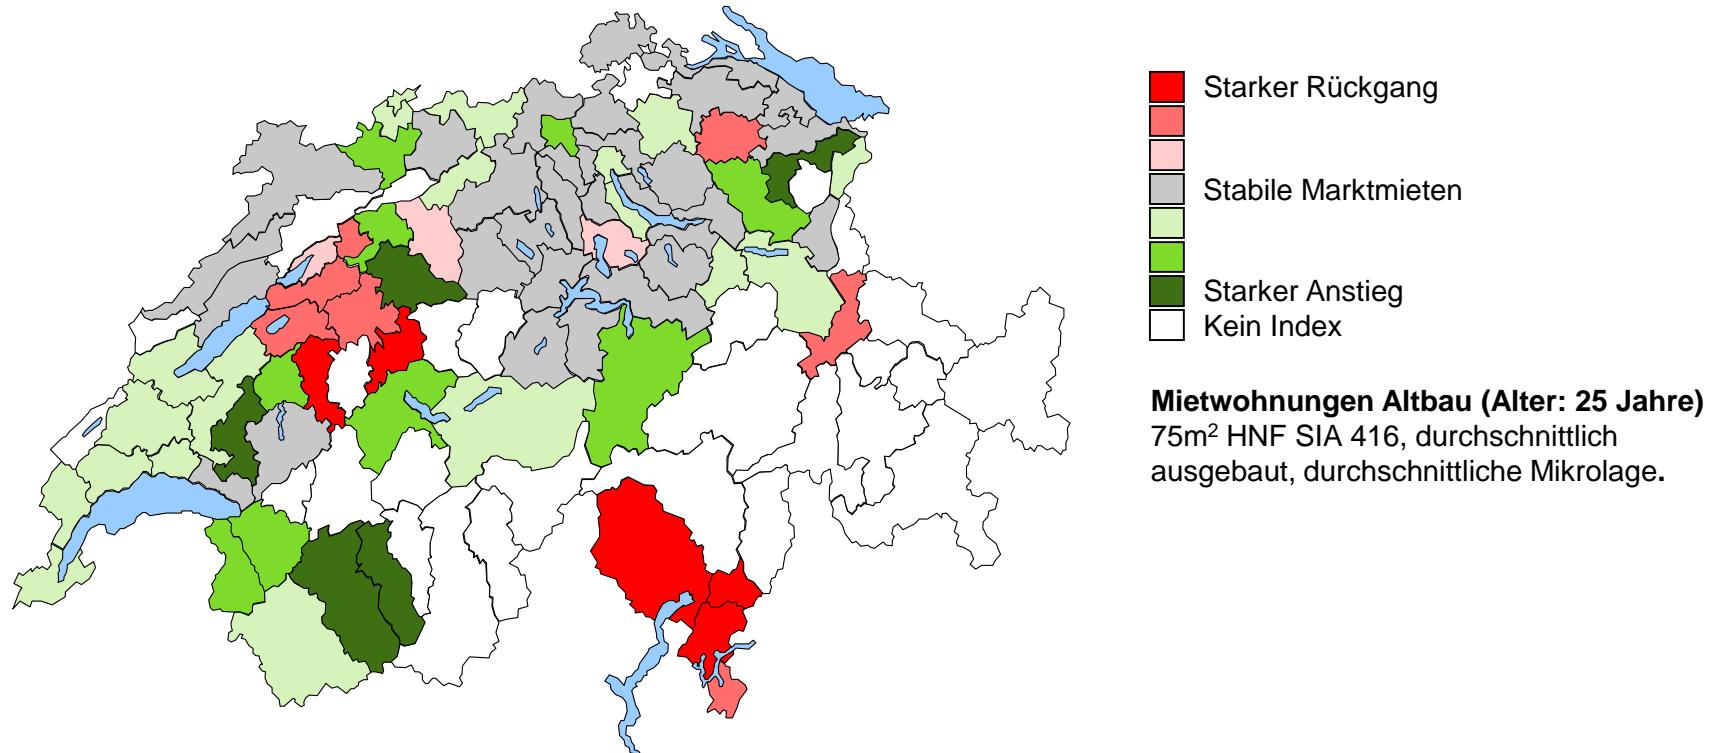 Starker Rückgang
Stabile Marktmieten
Starker Anstieg
Kein Index
Mietwohnungen Altbau (Alter: 25 Jahre)
75m² HNF SIA 416, durchschnittlich
ausgebaut, durchschnittliche Mikrolage.